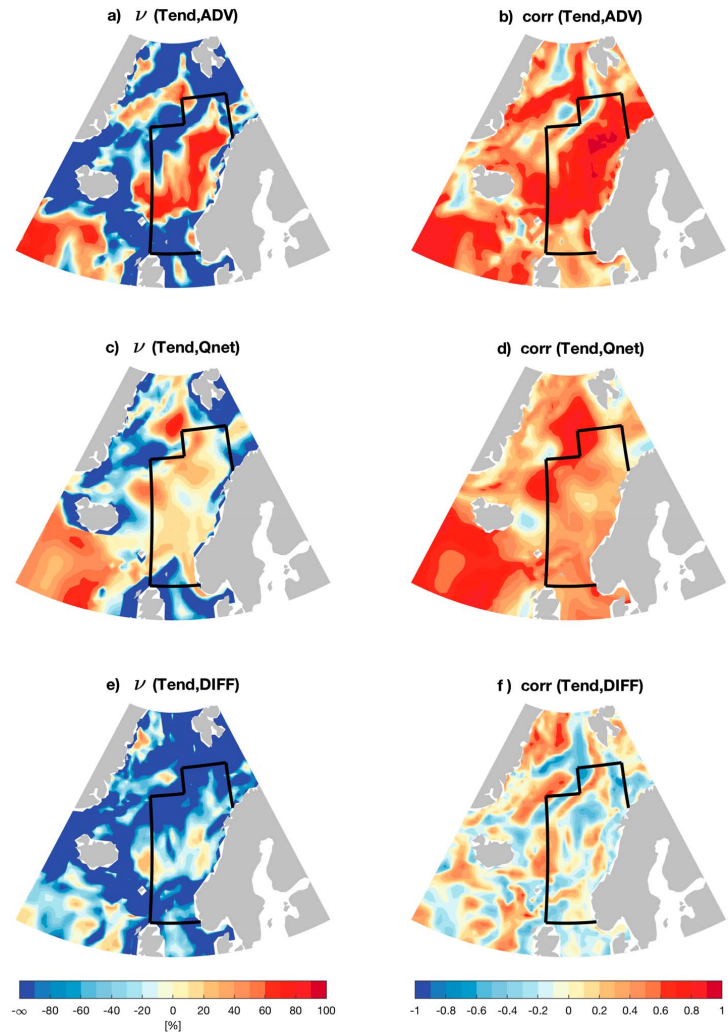 a) ν (Tend,ADV)
b) corr (Tend,ADV)
c) ν (Tend,Qnet)
d) corr (Tend,Qnet)
e) ν (Tend,DIFF)
f ) corr (Tend,DIFF)
-∞ -80 -60 -40 -20 0 20 40 60 80 100
[%]
-1 -0.8 -0.6 -0.4 -0.2 0 0.2 0.4 0.6 0.8 1